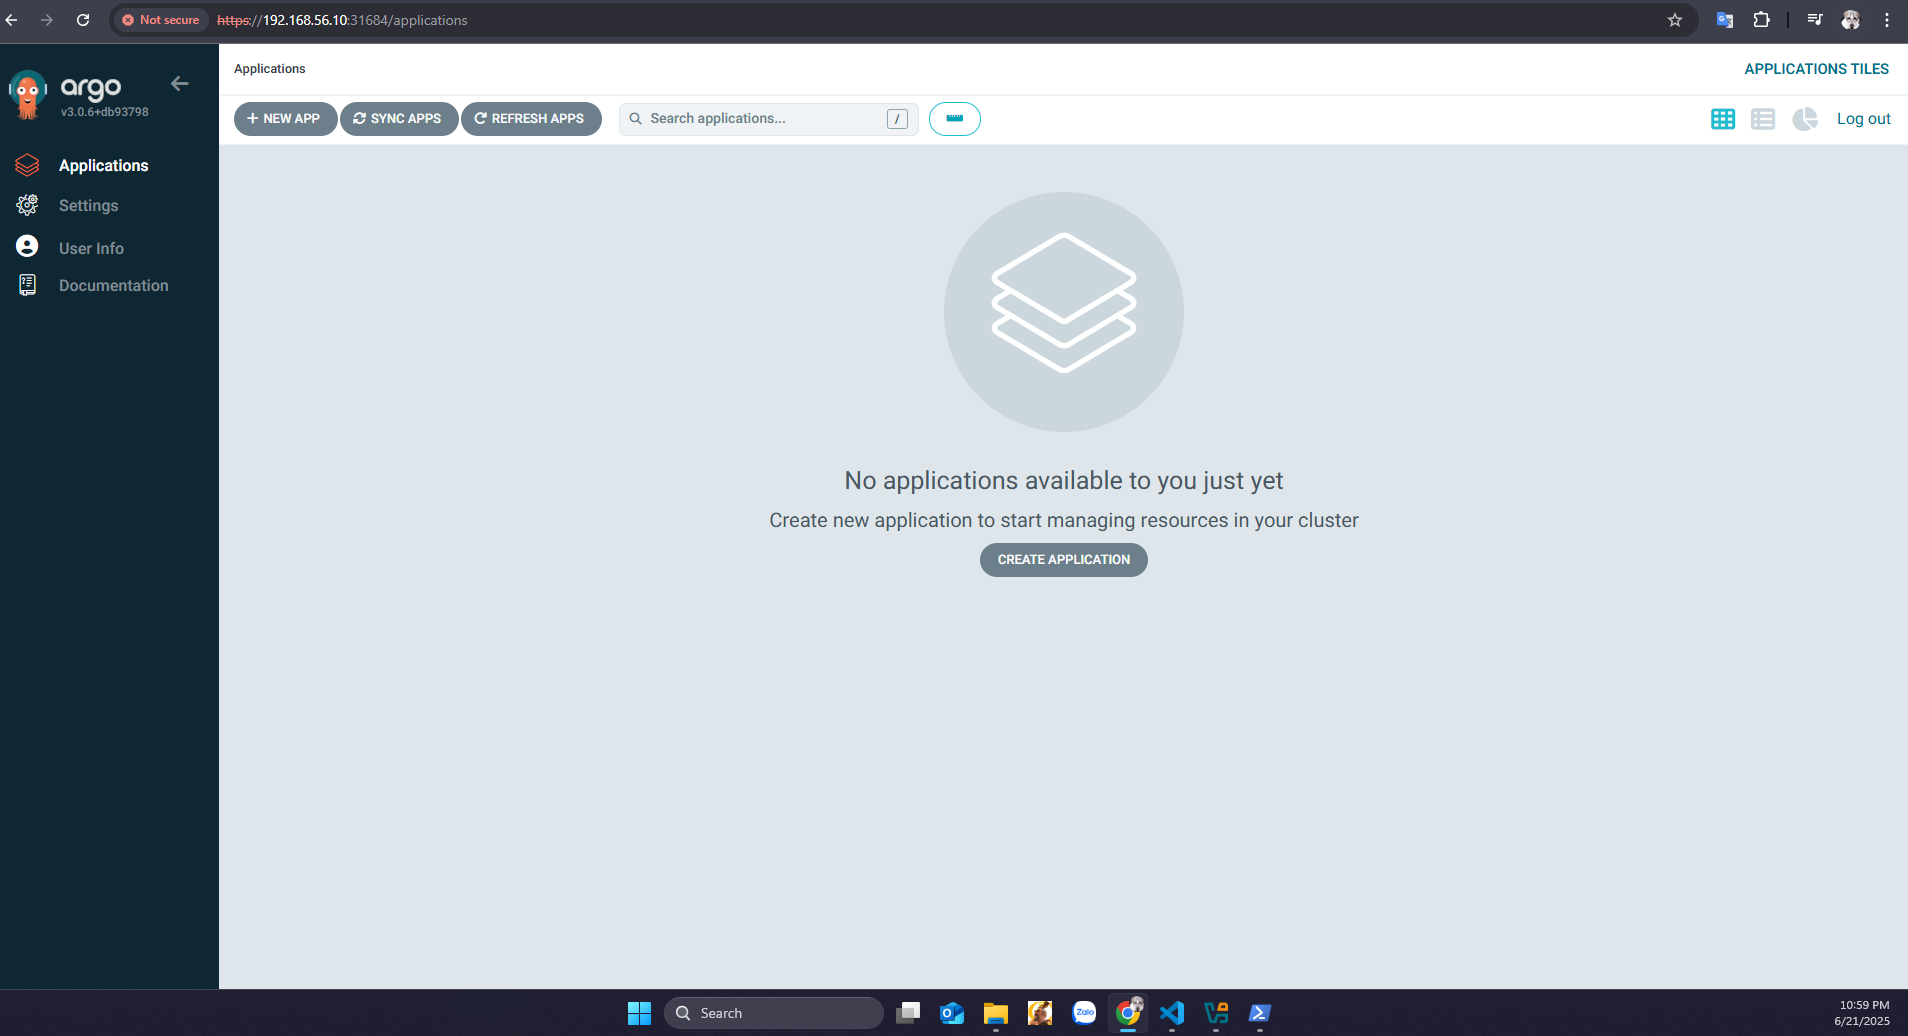 Not secure https://192.168.56.10:31684/applications
argo
v3.0.6+db93798
Applications
Settings
User Info
Documentation
Applications
APPLICATIONS TILES
NEW APP
SYNC APPS
REFRESH APPS
Search applications...
/
Log out
No applications available to you just yet
Create new application to start managing resources in your cluster
CREATE APPLICATION
Search
Zalo
10:59 PM
6/21/2025